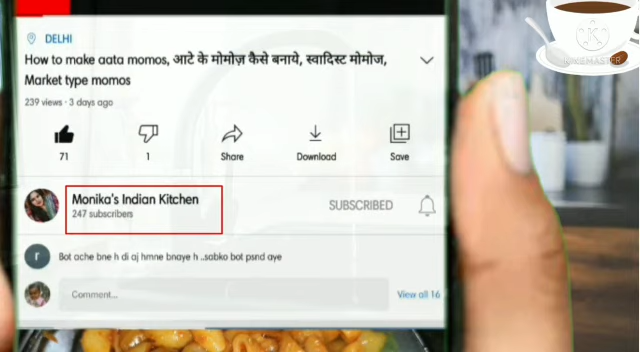 DELHI
How to make aata momos, आटे के मोमोज़ कैसे बनाये, स्वादिस्ट मोमोज,
Market type momos
239 views · 3 days ago
71
1
Share
Download
Save
Monika's Indian Kitchen
247 subscribers
SUBSCRIBED
r
Bot ache bne h di aj hmne bnaye h ..sabko bot psnd aye
Comment...
View all 16
K
KINEMASTER